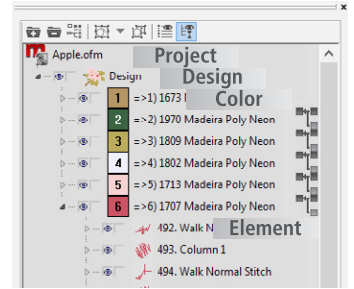 x
Apple.ofm Project
Design Design
1 =>1) 1673 Color
2 =>2) 1970 Madeira Poly Neon
3 =>3) 1809 Madeira Poly Neon
4 =>4) 1802 Madeira Poly Neon
5 =>5) 1713 Madeira Poly Neon
6 =>6) 1707 Madeira Poly Neon
492. Walk Element
493. Column 1
494. Walk Normal Stitch